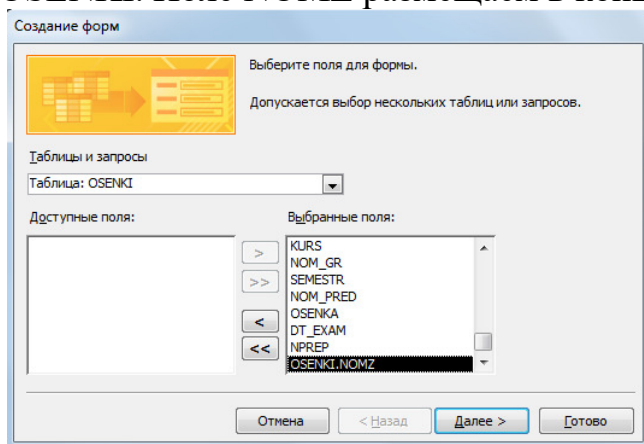 Создание форм
Выберите поля для формы.
Допускается выбор нескольких таблиц или запросов.
Таблицы и запросы
Таблица: OSENKI
Доступные поля:
Выбранные поля:
KURS
NOM_GR
SEMESTR
NOM_PRED
OSENKA
DT_EXAM
NPREP
OSENKI.NOMZ
>
>>
<
<<
Отмена
< Назад
Далее >
Готово